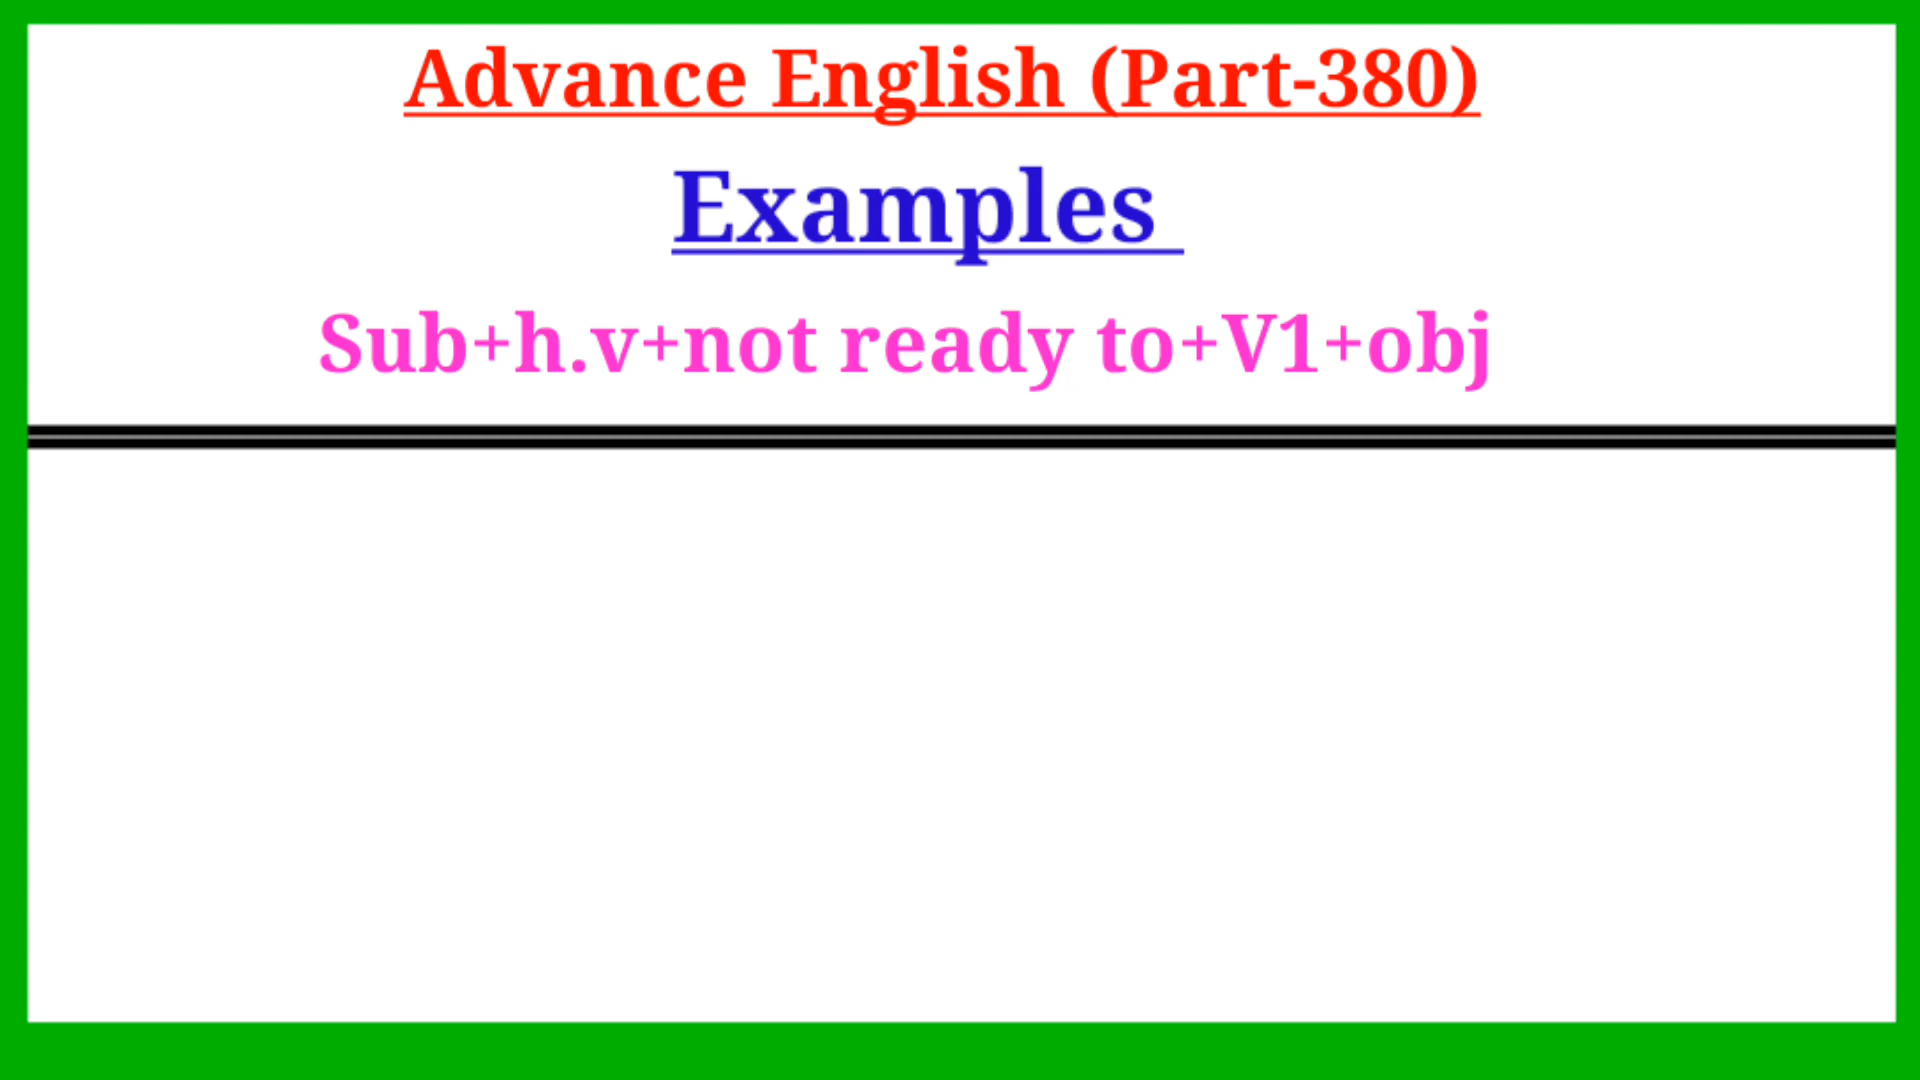 Advance English (Part-380)
Examples
Sub+h.v+not ready to+V1+obj